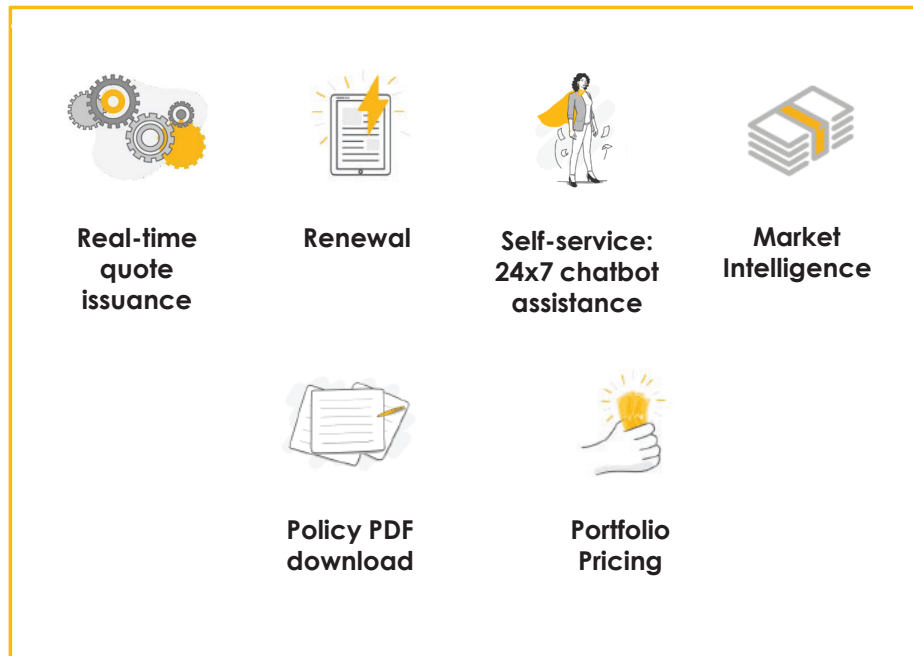 Real-time
quote
issuance
Renewal
Self-service:
24x7 chatbot
assistance
Market
Intelligence
Policy PDF
download
Portfolio
Pricing